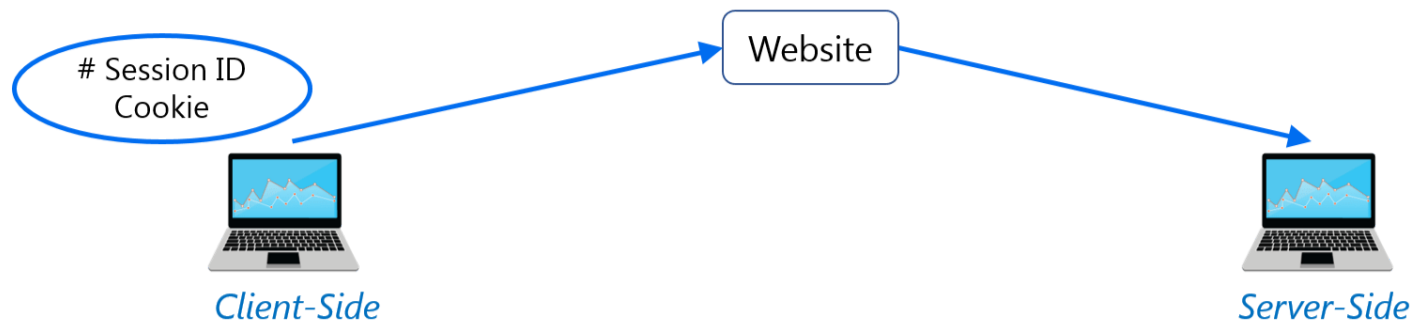 # Session ID
Cookie
Website
Client-Side
Server-Side